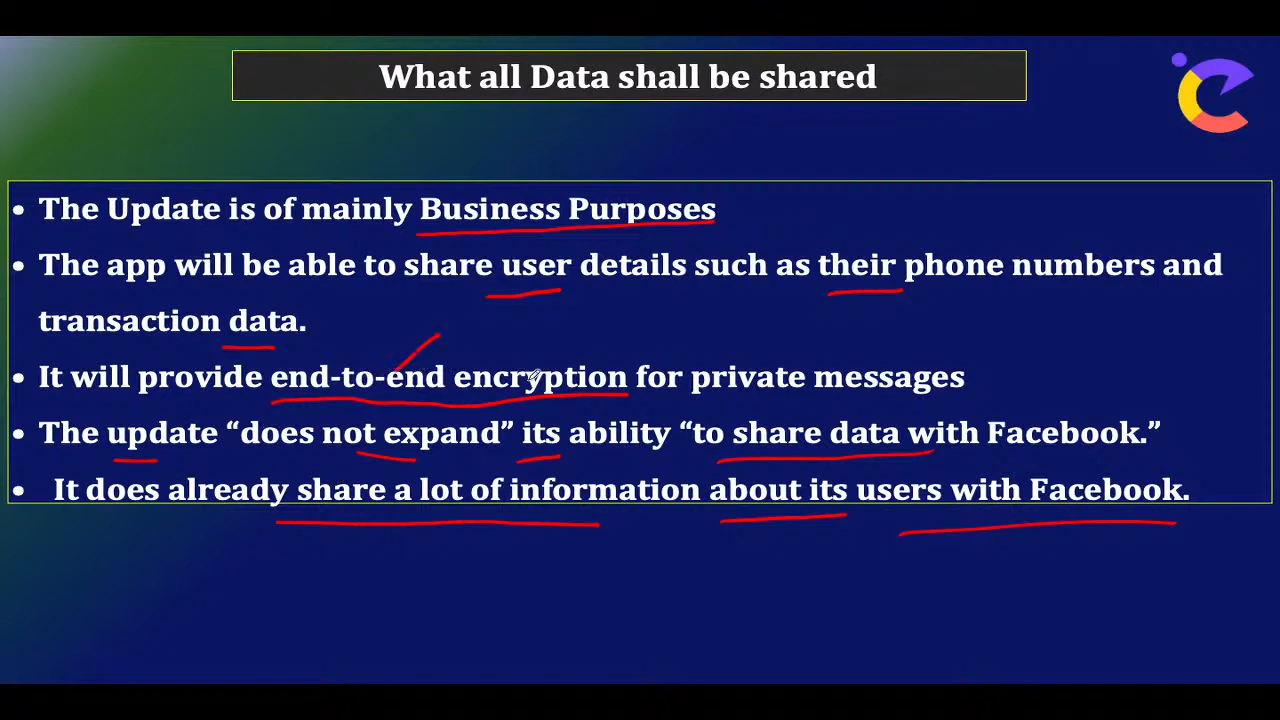 What all Data shall be shared
• The Update is of mainly Business Purposes
• The app will be able to share user details such as their phone numbers and
transaction data.
• It will provide end-to-end encryption for private messages
• The update “does not expand” its ability “to share data with Facebook.”
• It does already share a lot of information about its users with Facebook.